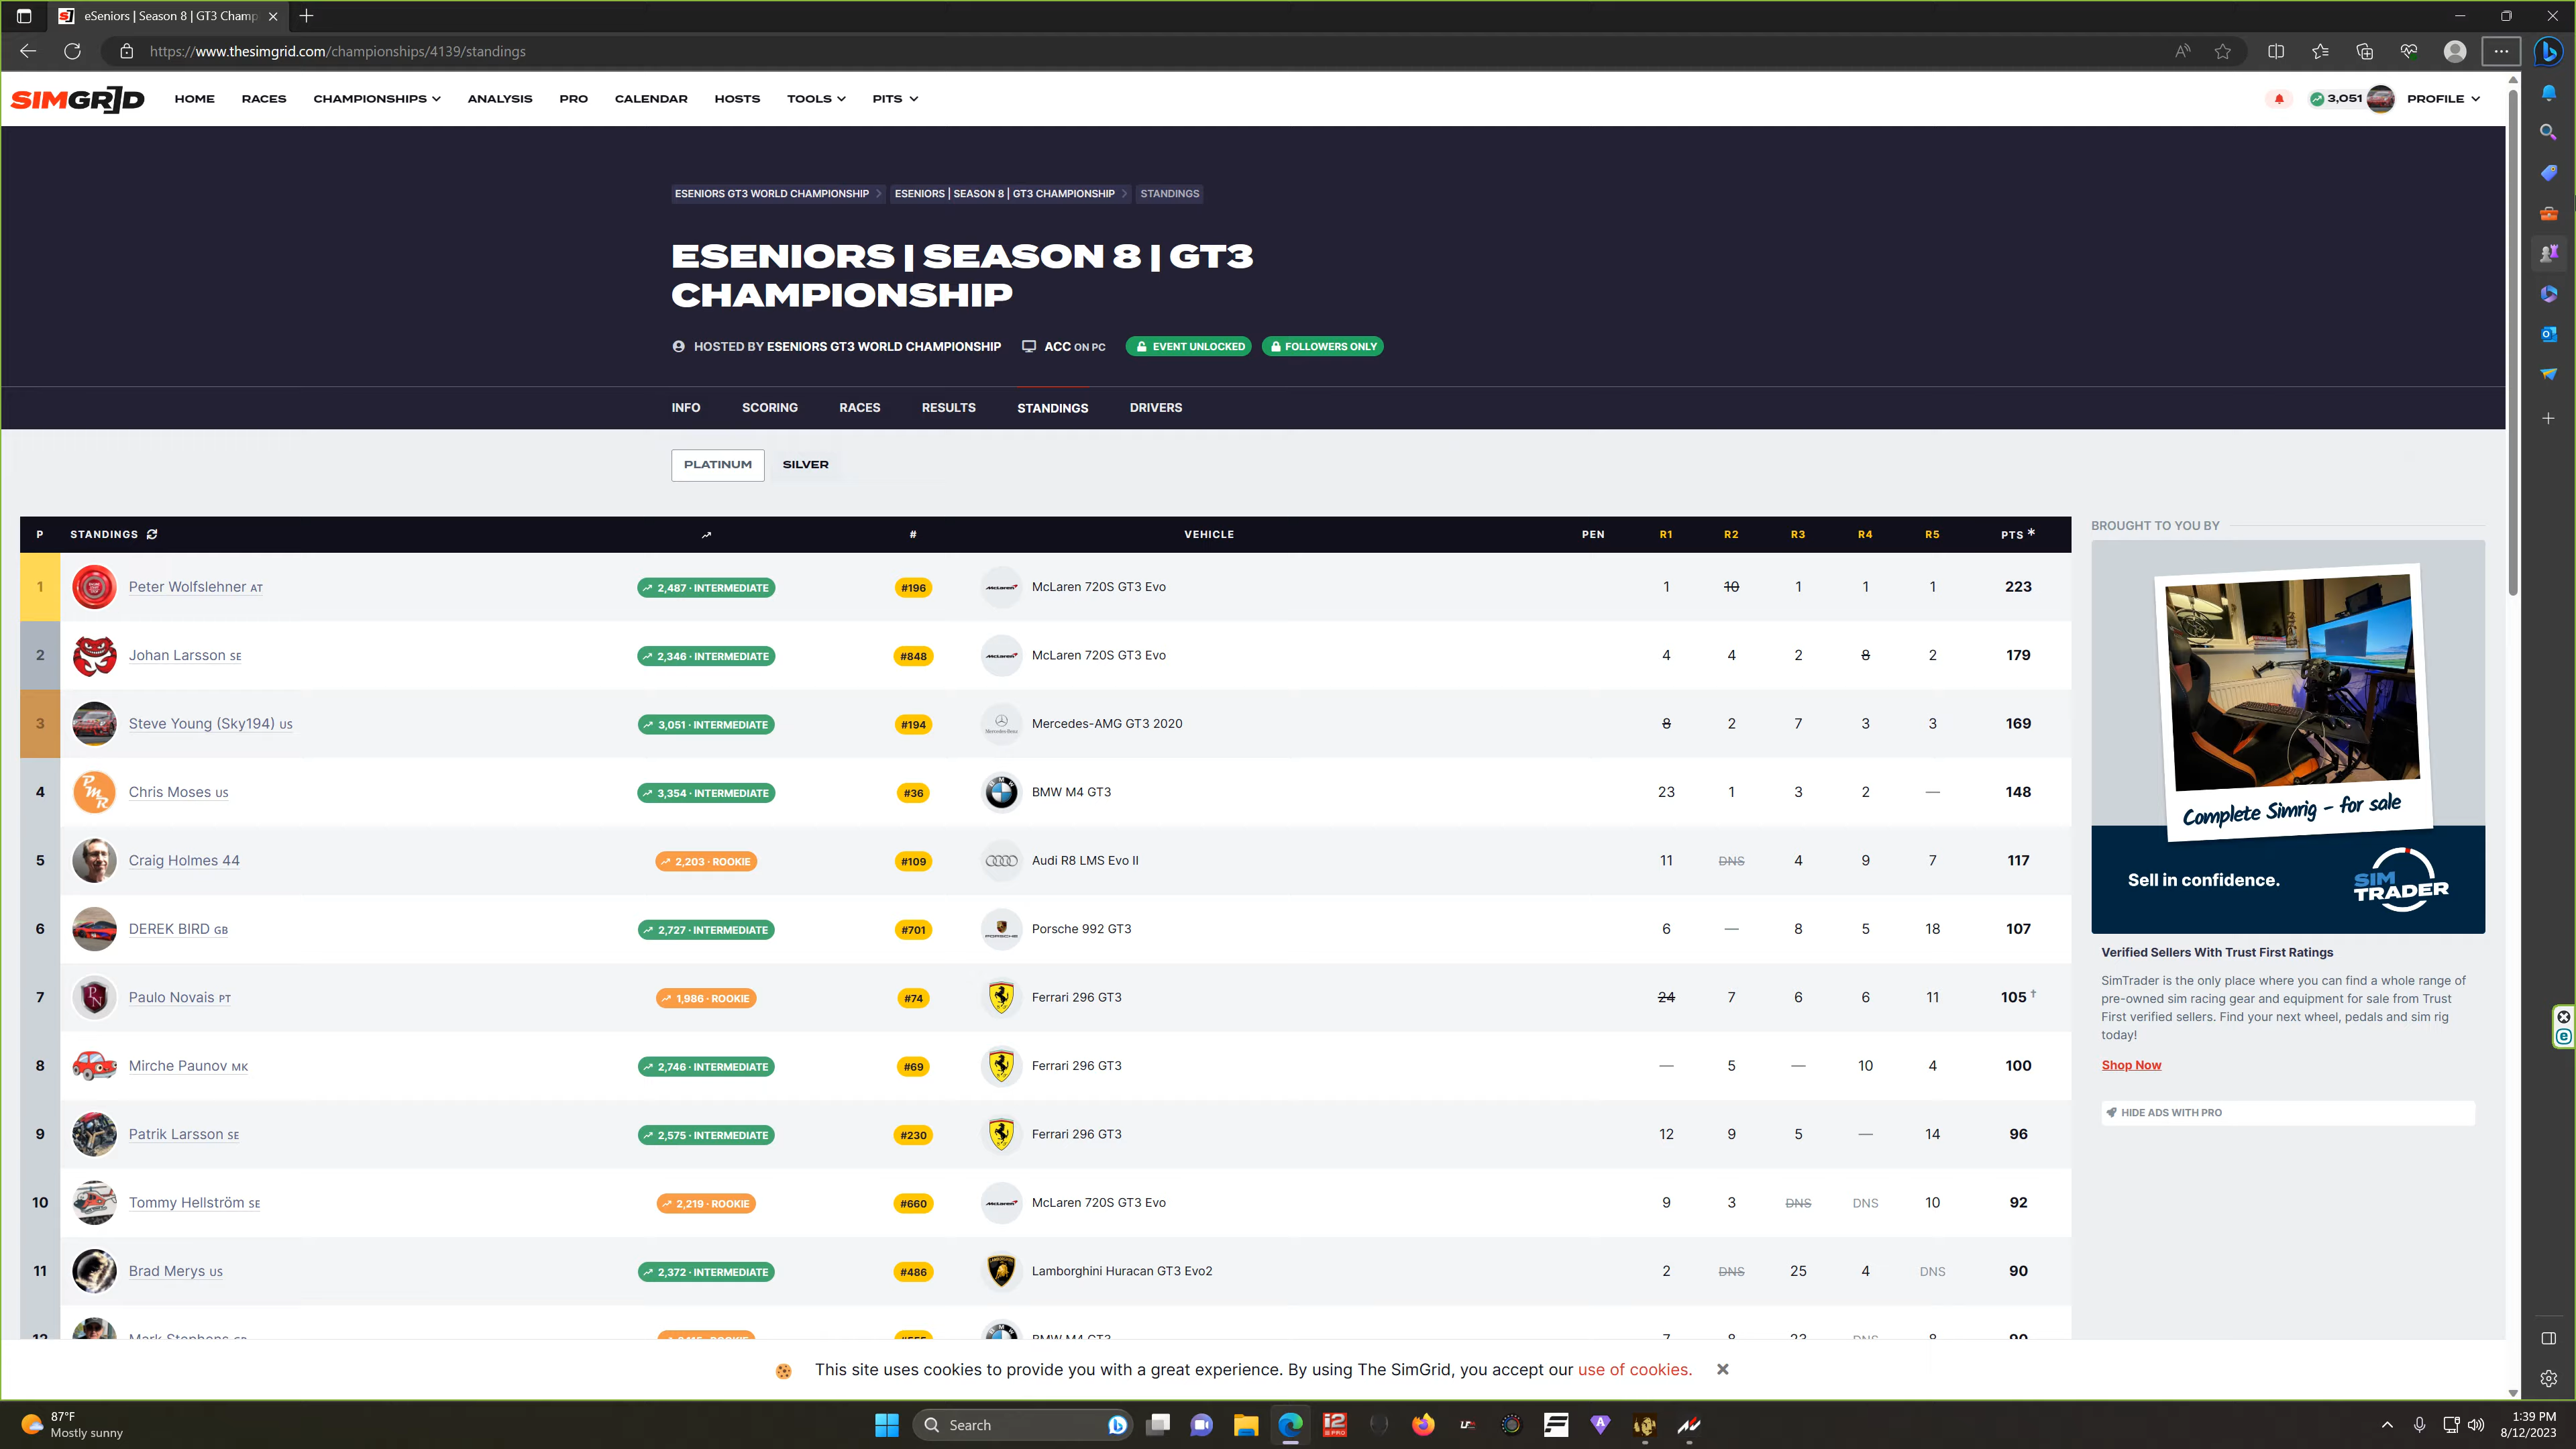 eSeniors | Season 8 | GT3 Champ
https://www.thesimgrid.com/championships/4139/standings
SIMGRID HOME RACES CHAMPIONSHIPS ANALYSIS PRO CALENDAR HOSTS TOOLS PITS 3,051 PROFILE
ESENIORS GT3 WORLD CHAMPIONSHIP ESENIORS | SEASON 8 | GT3 CHAMPIONSHIP STANDINGS
ESENIORS | SEASON 8 | GT3
CHAMPIONSHIP
HOSTED BY ESENIORS GT3 WORLD CHAMPIONSHIP ACC ON PC EVENT UNLOCKED FOLLOWERS ONLY
INFO SCORING RACES RESULTS STANDINGS DRIVERS
PLATINUM SILVER
P STANDINGS # VEHICLE PEN R1 R2 R3 R4 R5 PTS *
1 Peter Wolfslehner AT 2,487 · INTERMEDIATE #196 McLaren 720S GT3 Evo 1 10 1 1 1 223
2 Johan Larsson SE 2,346 · INTERMEDIATE #848 McLaren 720S GT3 Evo 4 4 2 8 2 179
3 Steve Young (Sky194) US 3,051 · INTERMEDIATE #194 Mercedes-AMG GT3 2020 8 2 7 3 3 169
4 Chris Moses US 3,354 · INTERMEDIATE #36 BMW M4 GT3 23 1 3 2 — 148
5 Craig Holmes 44 2,203 · ROOKIE #109 Audi R8 LMS Evo II 11 DNS 4 9 7 117
6 DEREK BIRD GB 2,727 · INTERMEDIATE #701 Porsche 992 GT3 6 — 8 5 18 107
7 Paulo Novais PT 1,986 · ROOKIE #74 Ferrari 296 GT3 24 7 6 6 11 105 †
8 Mirche Paunov MK 2,746 · INTERMEDIATE #69 Ferrari 296 GT3 — 5 — 10 4 100
9 Patrik Larsson SE 2,575 · INTERMEDIATE #230 Ferrari 296 GT3 12 9 5 — 14 96
10 Tommy Hellström SE 2,219 · ROOKIE #660 McLaren 720S GT3 Evo 9 3 DNS DNS 10 92
11 Brad Merys US 2,372 · INTERMEDIATE #486 Lamborghini Huracan GT3 Evo2 2 DNS 25 4 DNS 90
12 Mark Stephens BMW M4 GT3 DNS 90
BROUGHT TO YOU BY
Complete Simrig - for sale
Sell in confidence.
SIM
TRADER
Verified Sellers With Trust First Ratings
SimTrader is the only place where you can find a whole range of
pre-owned sim racing gear and equipment for sale from Trust
First verified sellers. Find your next wheel, pedals and sim rig
today!
Shop Now
HIDE ADS WITH PRO
This site uses cookies to provide you with a great experience. By using The SimGrid, you accept our use of cookies.
87°F
Mostly sunny
Search
1:39 PM
8/12/2023